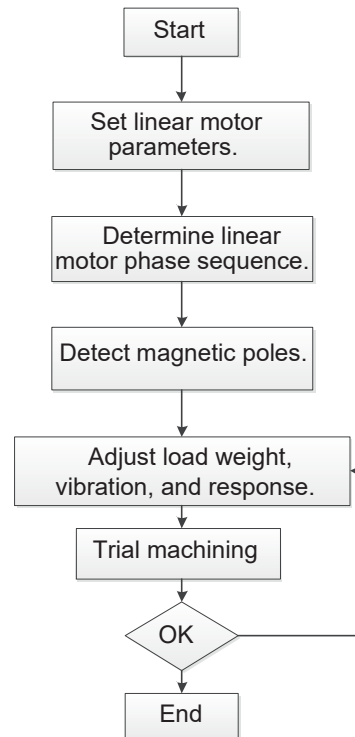 Start
Set linear motor
parameters.
Determine linear
motor phase sequence.
Detect magnetic poles.
Adjust load weight,
vibration, and response.
Trial machining
OK
End